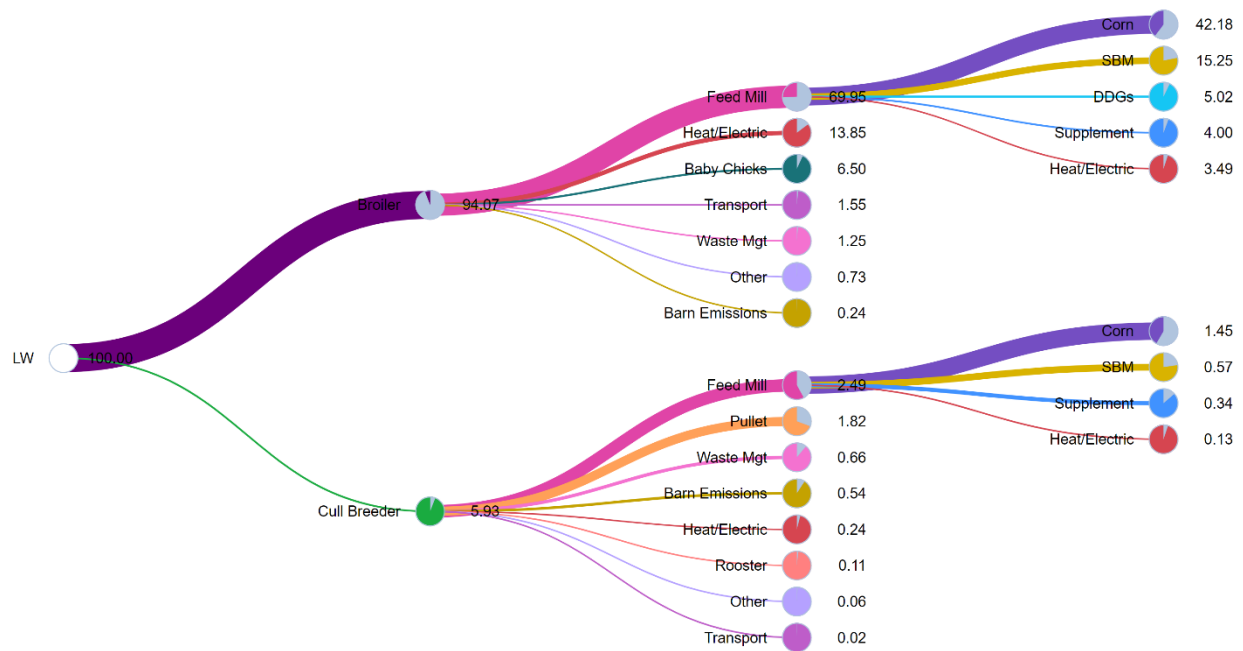 LW 100.00
Broiler 94.07
Feed Mill 69.95
Corn 42.18
SBM 15.25
DDGs 5.02
Supplement 4.00
Heat/Electric 3.49
Heat/Electric 13.85
Baby Chicks 6.50
Transport 1.55
Waste Mgt 1.25
Other 0.73
Barn Emissions 0.24
Cull Breeder 5.93
Feed Mill 2.49
Corn 1.45
SBM 0.57
Supplement 0.34
Heat/Electric 0.13
Pullet 1.82
Waste Mgt 0.66
Barn Emissions 0.54
Heat/Electric 0.24
Rooster 0.11
Other 0.06
Transport 0.02